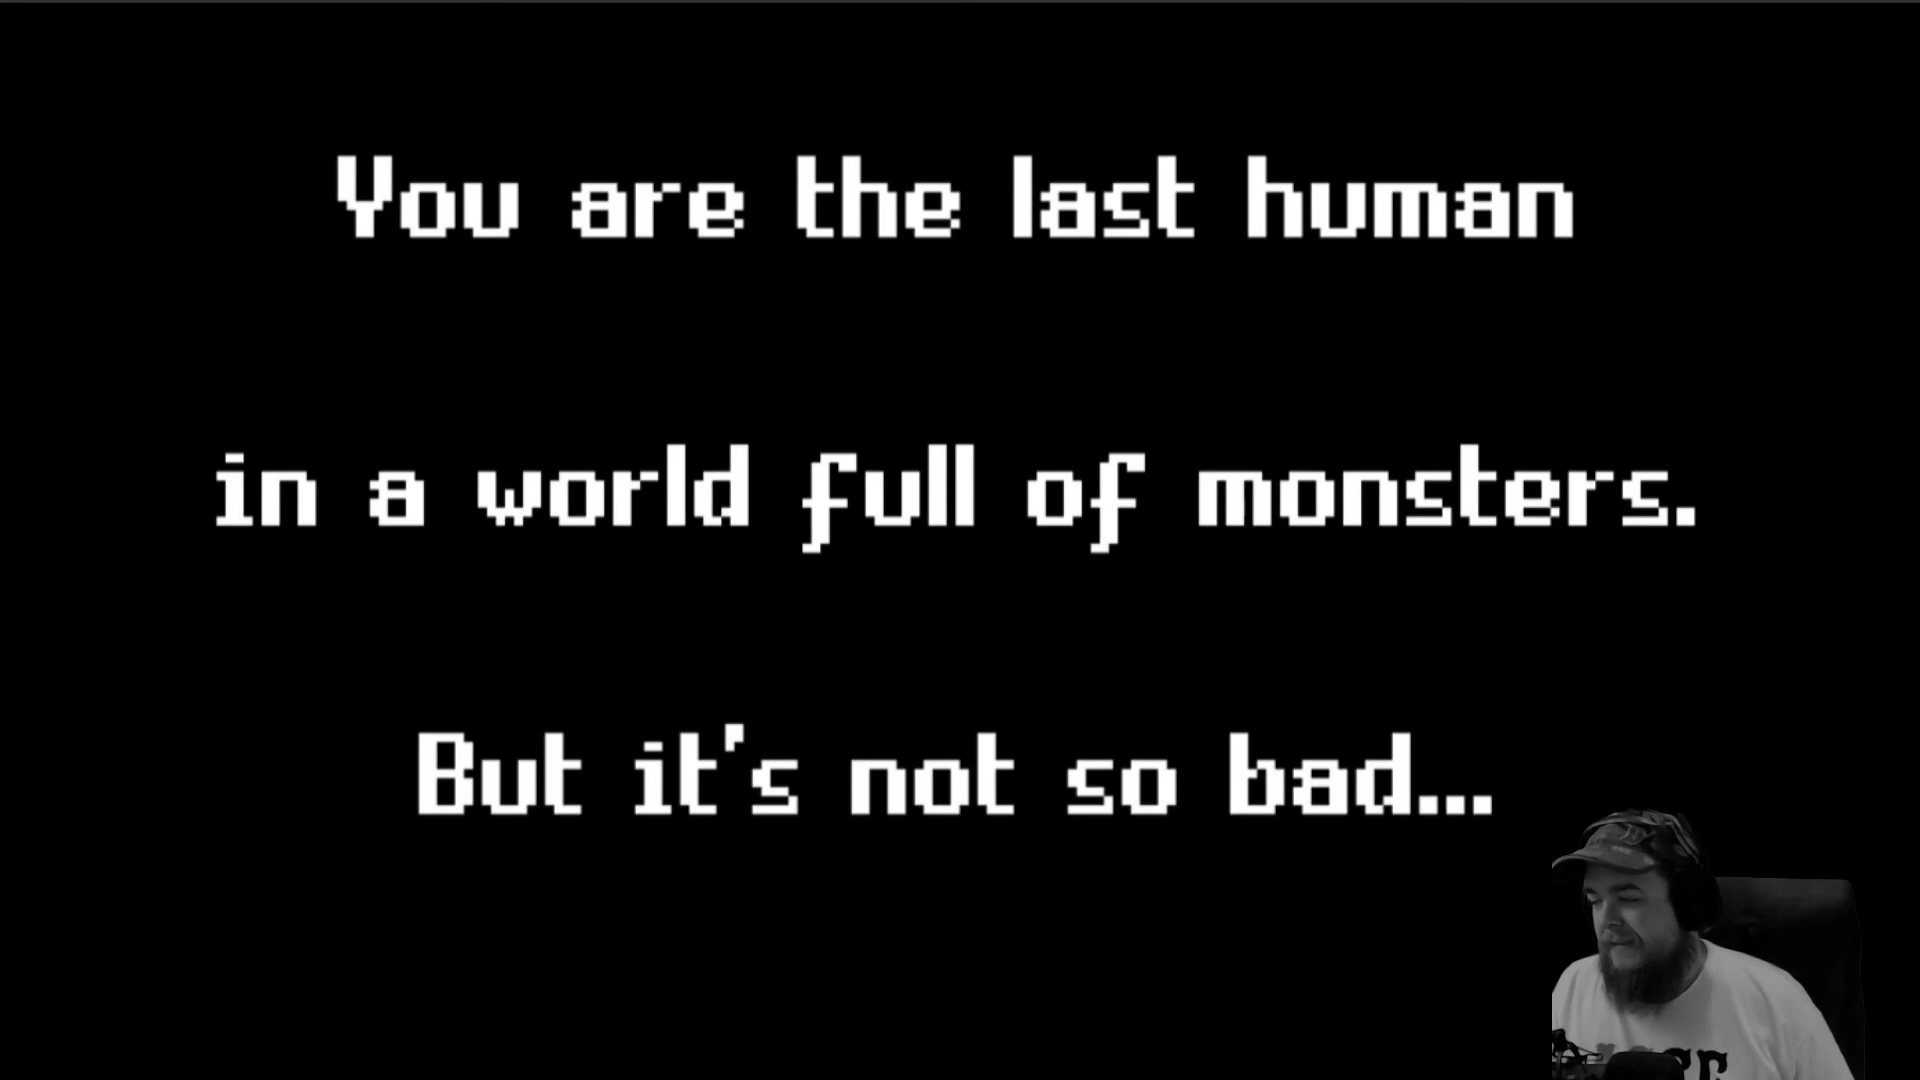 You are the last human
in a world full of monsters.
But it's not so bad...